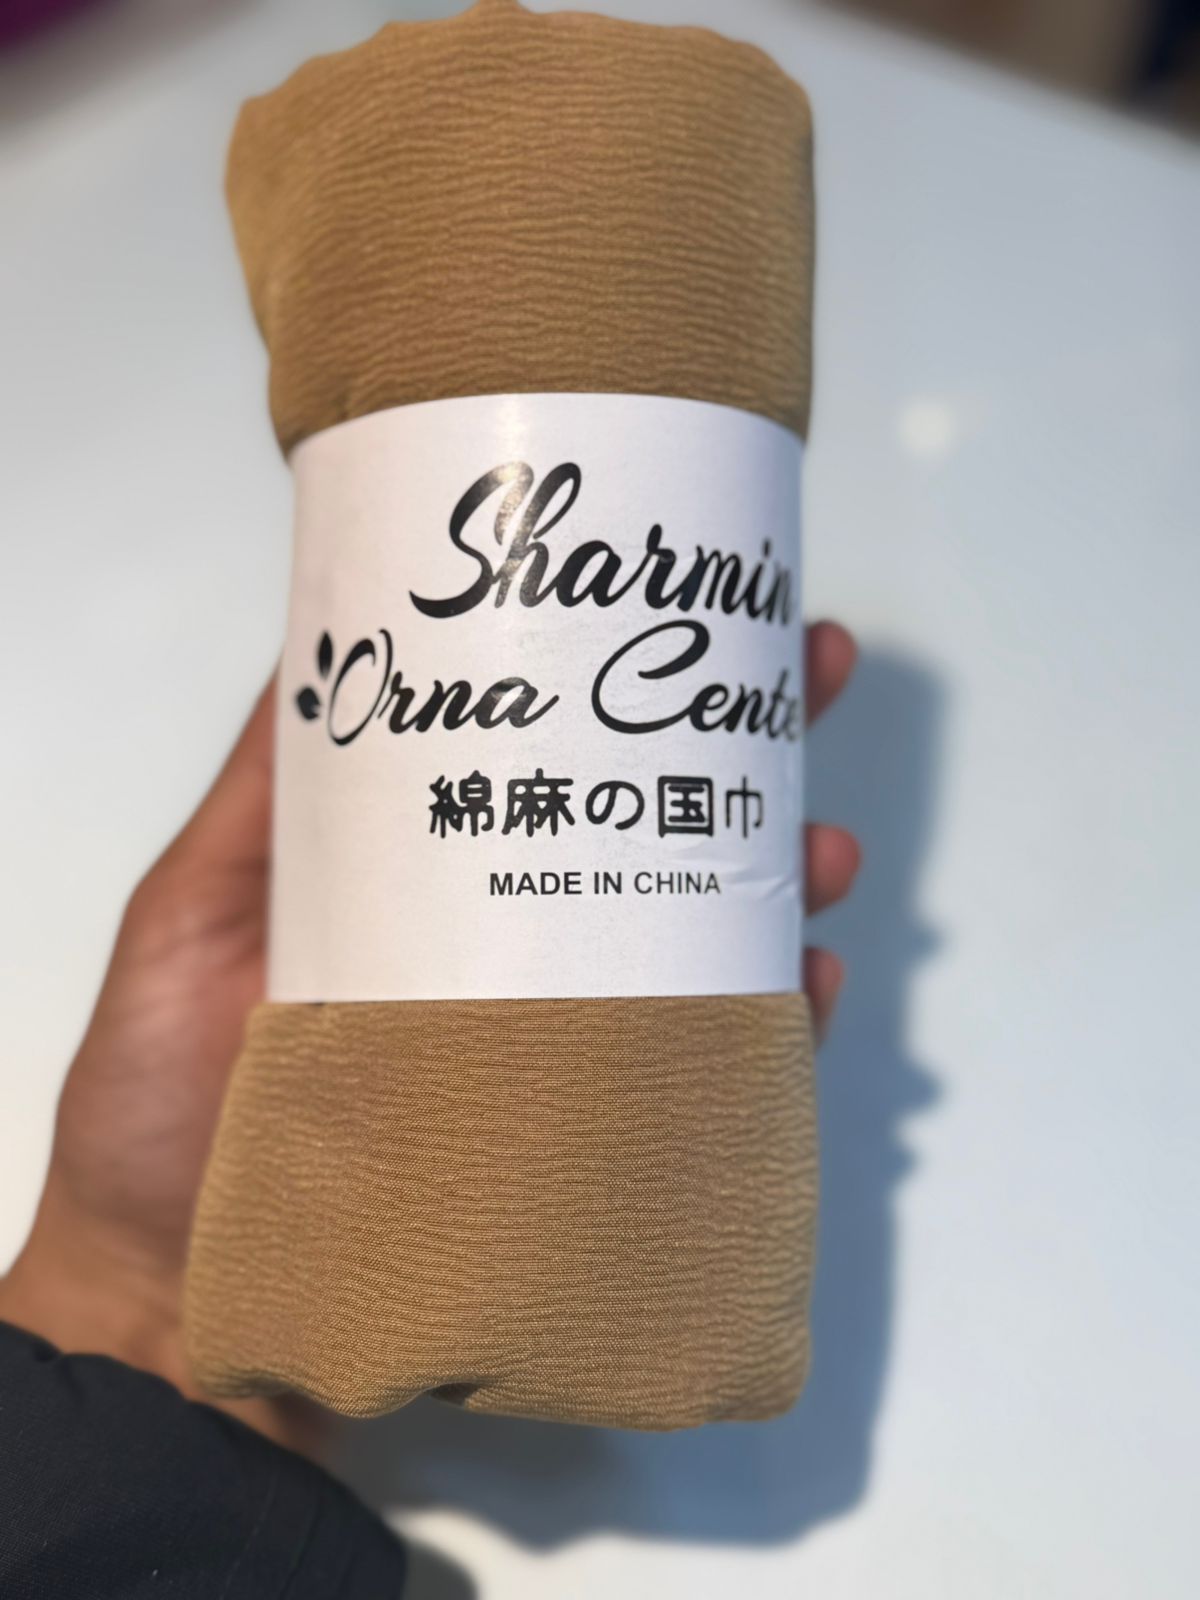 Sharmin
Orna Cente
綿麻の国巾
MADE IN CHINA